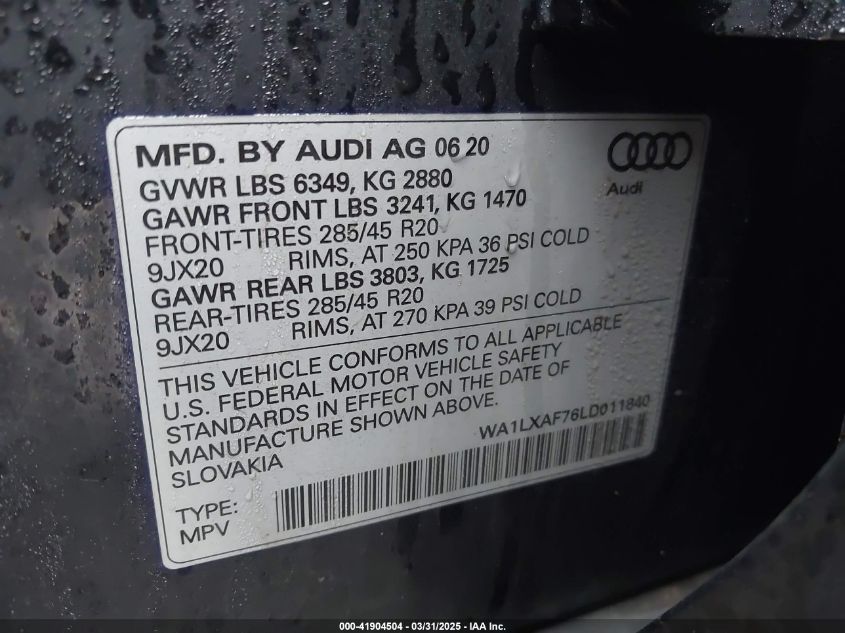 MFD. BY AUDI AG 06 20
GVWR LBS 6349, KG 2880
GAWR FRONT LBS 3241, KG 1470
FRONT-TIRES 285/45 R20
9JX20 RIMS, AT 250 KPA 36 PSI COLD
GAWR REAR LBS 3803, KG 1725
REAR-TIRES 285/45 R20
9JX20 RIMS, AT 270 KPA 39 PSI COLD
Audi
THIS VEHICLE CONFORMS TO ALL APPLICABLE
U.S. FEDERAL MOTOR VEHICLE SAFETY
STANDARDS IN EFFECT ON THE DATE OF
MANUFACTURE SHOWN ABOVE.
SLOVAKIA
WA1LXAF76LD011840
TYPE:
MPV
000-41904504 - 03/31/2025 - IAA Inc.